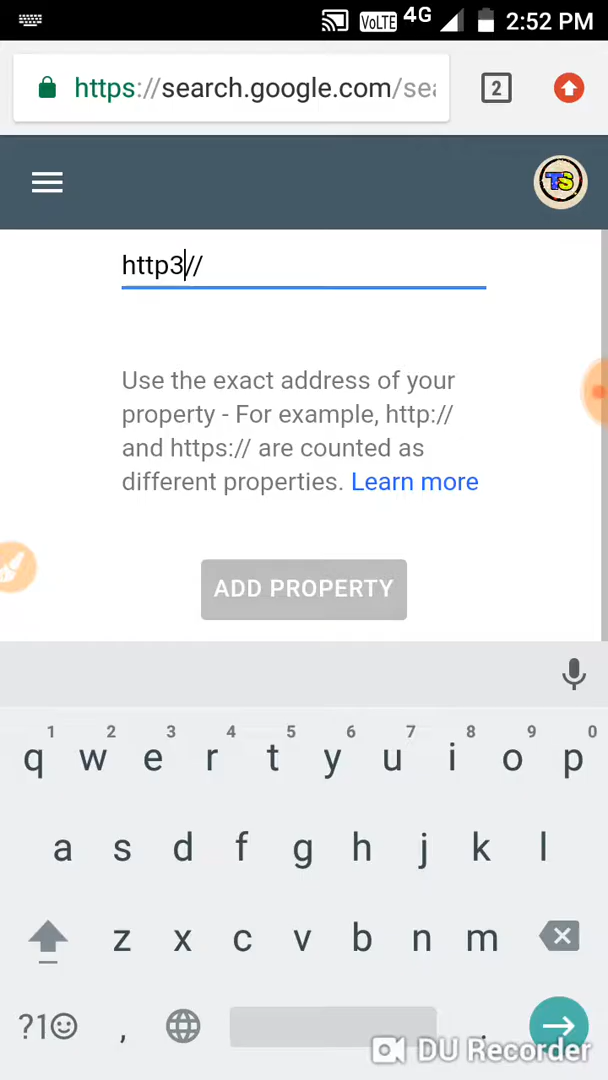 VoLTE 4G 2:52 PM
https://search.google.com/sea
2
TS
http3//
Use the exact address of your
property - For example, http://
and https:// are counted as
different properties. Learn more
ADD PROPERTY
1 2 3 4 5 6 7 8 9 0
q w e r t y u i o p
a s d f g h j k l
z x c v b n m
?1☺ , .
DU Recorder